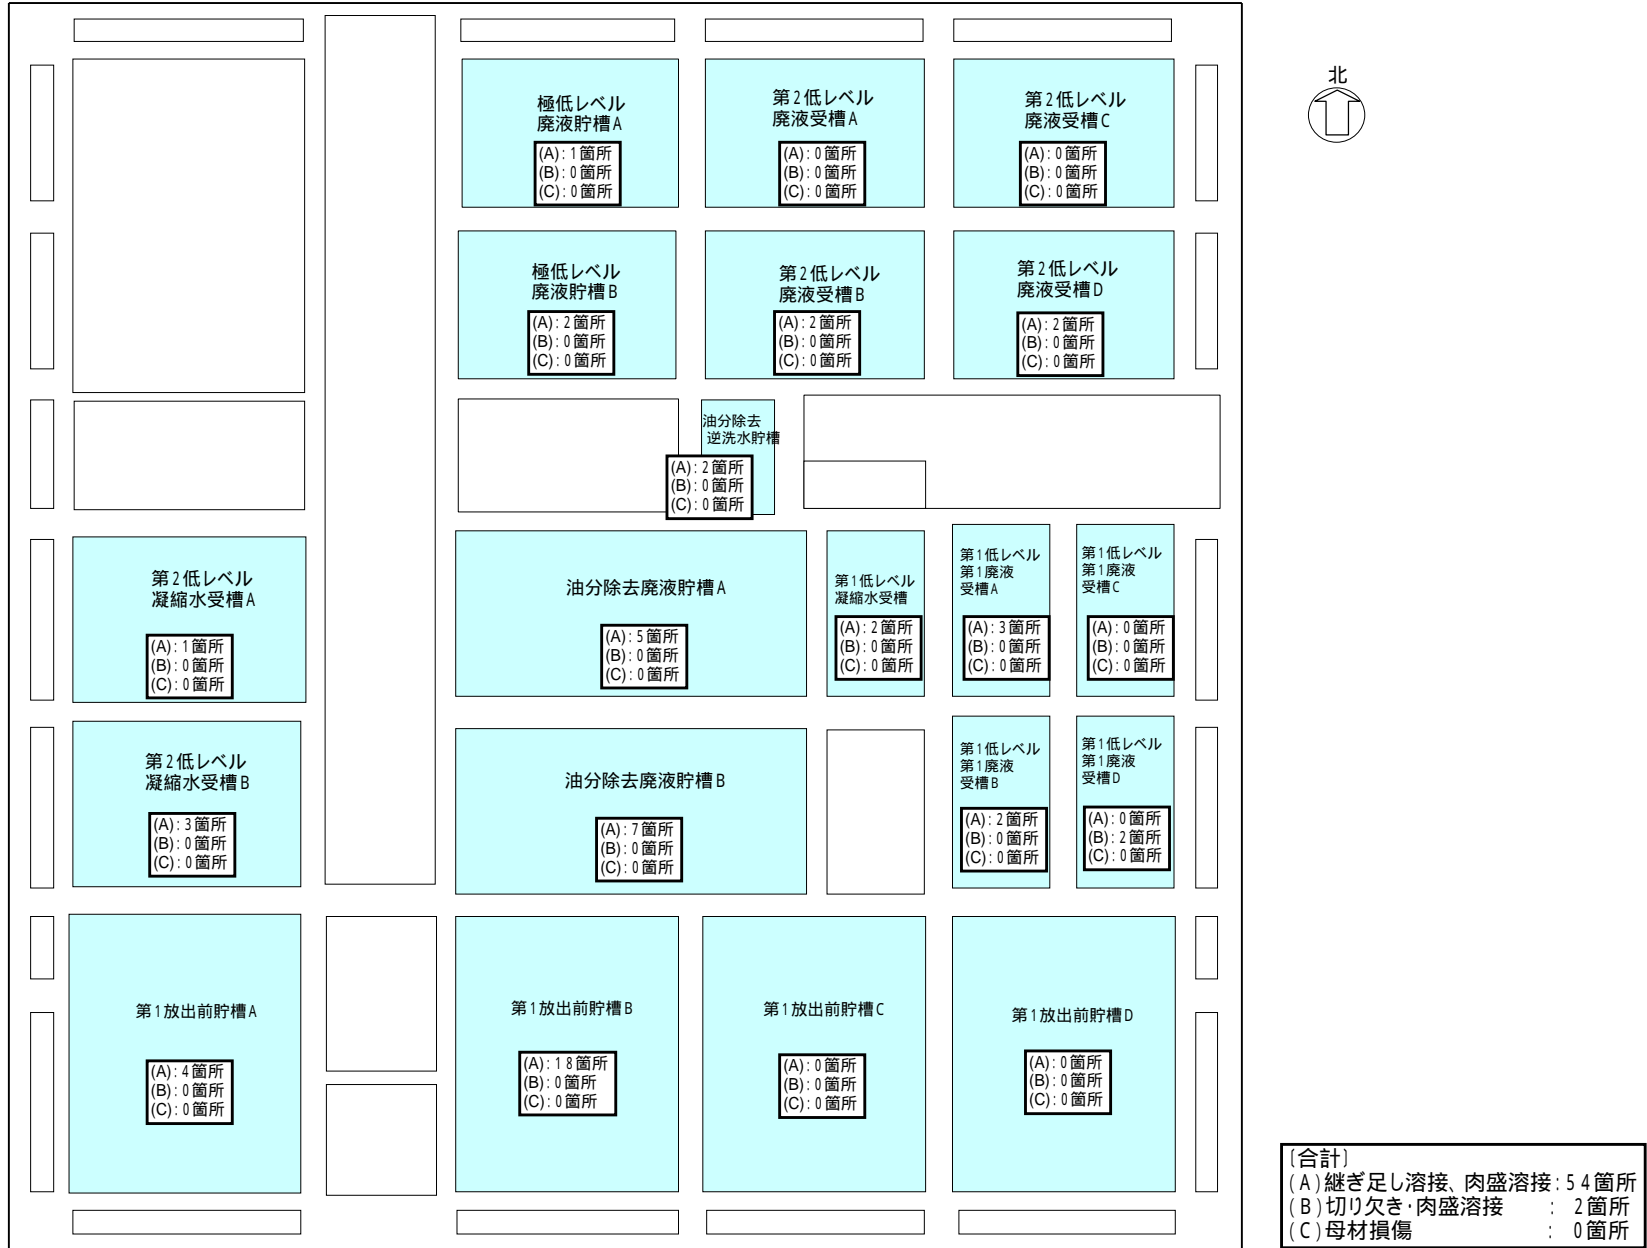 北
極低レベル
廃液貯槽A
(A):1箇所
(B):0箇所
(C):0箇所
第2低レベル
廃液受槽A
(A):0箇所
(B):0箇所
(C):0箇所
第2低レベル
廃液受槽C
(A):0箇所
(B):0箇所
(C):0箇所
極低レベル
廃液貯槽B
(A):2箇所
(B):0箇所
(C):0箇所
第2低レベル
廃液受槽B
(A):2箇所
(B):0箇所
(C):0箇所
第2低レベル
廃液受槽D
(A):2箇所
(B):0箇所
(C):0箇所
油分除去
逆洗水貯槽
(A):2箇所
(B):0箇所
(C):0箇所
第2低レベル
凝縮水受槽A
(A):1箇所
(B):0箇所
(C):0箇所
油分除去廃液貯槽A
(A):5箇所
(B):0箇所
(C):0箇所
第1低レベル
凝縮水受槽
(A):2箇所
(B):0箇所
(C):0箇所
第1低レベル
第1廃液
受槽A
(A):3箇所
(B):0箇所
(C):0箇所
第1低レベル
第1廃液
受槽C
(A):0箇所
(B):0箇所
(C):0箇所
第2低レベル
凝縮水受槽B
(A):3箇所
(B):0箇所
(C):0箇所
油分除去廃液貯槽B
(A):7箇所
(B):0箇所
(C):0箇所
第1低レベル
第1廃液
受槽B
(A):2箇所
(B):0箇所
(C):0箇所
第1低レベル
第1廃液
受槽D
(A):0箇所
(B):2箇所
(C):0箇所
第1放出前貯槽A
(A):4箇所
(B):0箇所
(C):0箇所
第1放出前貯槽B
(A):18箇所
(B):0箇所
(C):0箇所
第1放出前貯槽C
(A):0箇所
(B):0箇所
(C):0箇所
第1放出前貯槽D
(A):0箇所
(B):0箇所
(C):0箇所
〔合計〕
(A)継ぎ足し溶接、肉盛溶接:54箇所
(B)切り欠き・肉盛溶接 : 2箇所
(C)母材損傷 : 0箇所